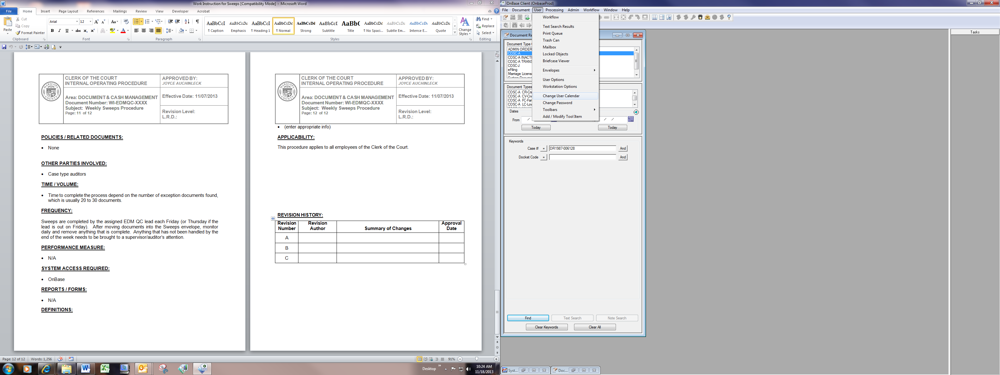 Work Instruction for Sweeps [Compatibility Mode] - Microsoft Word
File Home Insert Page Layout References Mailings Review View Developer Acrobat
Paste
Cut
Copy
Format Painter
Clipboard
Arial 12
Font
Paragraph
AaBbCcI AaBbCcDc AaBbCcI AaBbCcDc AaBbCcDd AaBbCcI AaBbC AaBbCcDc AaBbCcDc AaBbCcDc AaBbCcDc
Caption Emphasis Heading 1 Normal Strong Subtitle Title No Spaci... Subtle Em... Intense E... Quote
Styles
Change Styles
Find
Replace
Select
Editing
CLERK OF THE COURT
INTERNAL OPERATING PROCEDURE
APPROVED BY:
JOYCE AUCHINLECK
MARICOPA COUNTY
Area: DOCUMENT & CASH MANAGEMENT
Document Number: WI-EDMQC-XXXX
Subject: Weekly Sweeps Procedure
Page: 11 of 12
Effective Date: 11/07/2013
Revision Level:
L.R.D.:
POLICIES / RELATED DOCUMENTS:
• None
OTHER PARTIES INVOLVED:
• Case type auditors
TIME / VOLUME:
• Time to complete the process depend on the number of exception documents found,
which is usually 20 to 30 documents.
FREQUENCY:
Sweeps are completed by the assigned EDM QC lead each Friday (or Thursday if the
lead is out on Friday). After moving documents into the Sweeps envelope, monitor
daily and remove anything that is complete. Anything that has not been handled by the
end of the week needs to be brought to a supervisor/auditor's attention.
PERFORMANCE MEASURE:
• N/A
SYSTEM ACCESS REQUIRED:
• OnBase
REPORTS / FORMS:
• N/A
DEFINITIONS:
CLERK OF THE COURT
INTERNAL OPERATING PROCEDURE
APPROVED BY:
JOYCE AUCHINLECK
MARICOPA COUNTY
Area: DOCUMENT & CASH MANAGEMENT
Document Number: WI-EDMQC-XXXX
Subject: Weekly Sweeps Procedure
Page: 12 of 12
Effective Date: 11/07/2013
Revision Level:
L.R.D.:
• (enter appropriate info)
APPLICABILITY:
This procedure applies to all employees of the Clerk of the Court.
REVISION HISTORY:
Revision Number Revision Author Summary of Changes Approval Date
A
B
C
Page: 12 of 12 Words: 1,256
91%
Desktop
10:24 AM
11/18/2013
OnBase Client (OnbaseProd)
File Document User Processing Admin Workflow Window Help
Workflow
Text Search Results
Print Queue
Trash Can
Mailbox
Locked Objects
Briefcase Viewer
Envelopes
User Options
Workstation Options
Change User Calendar
Change Password
Toolbars
Add / Modify Tool Item
Tasks
Document Re
Document Type
ADMIN ORDER
COSC-A
COSC-A INACTI
COSC-A TRANS
COSC-J
eFiling
Marriage License
Document Types
COSC-A CR-Cri
COSC-A CV-Civ
COSC-A FC-Fan
COSC-A LC-Low
Dates
From / / /
Today Today
Keywords
Case # = DR1987-006128 And
Docket Code = And
Find Text Search Note Search
Clear Keywords Clear All
Syst... Doc...